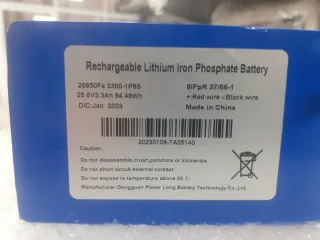 Rechargeable Lithium Iron Phosphate Battery
26650Fe 3300-1P8S 8IFpR 27/66-1
25.6V3.3Ah 84.48Wh +:Red wire -:Black wire
D/C:Jan 2023 Made in China
20230109-TA05140
Caution:
Do not disassemble,crush,puncture or incinerate.
Do not short circuit external contact.
Do not expose to temperature above 60 ℃.
Manufacturer:Dongguan Power Long Battery Technology Co.,Ltd